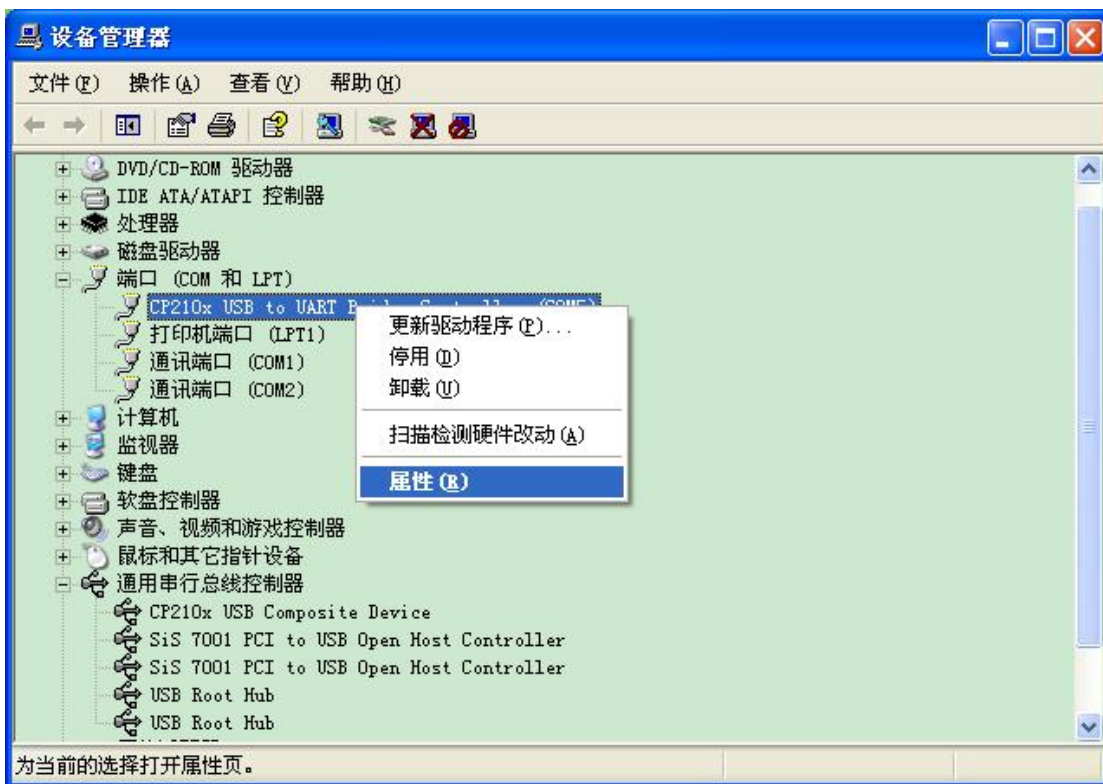 设备管理器
文件(F) 操作(A) 查看(V) 帮助(H)
DVD/CD-ROM 驱动器
IDE ATA/ATAPI 控制器
处理器
磁盘驱动器
端口 (COM 和 LPT)
CP210x USB to UART
打印机端口 (LPT1)
通讯端口 (COM1)
通讯端口 (COM2)
更新驱动程序(P)...
停用(D)
卸载(U)
扫描检测硬件改动(A)
属性(R)
计算机
监视器
键盘
软盘控制器
声音、视频和游戏控制器
鼠标和其它指针设备
通用串行总线控制器
CP210x USB Composite Device
SiS 7001 PCI to USB Open Host Controller
SiS 7001 PCI to USB Open Host Controller
USB Root Hub
USB Root Hub
为当前的选择打开属性页。